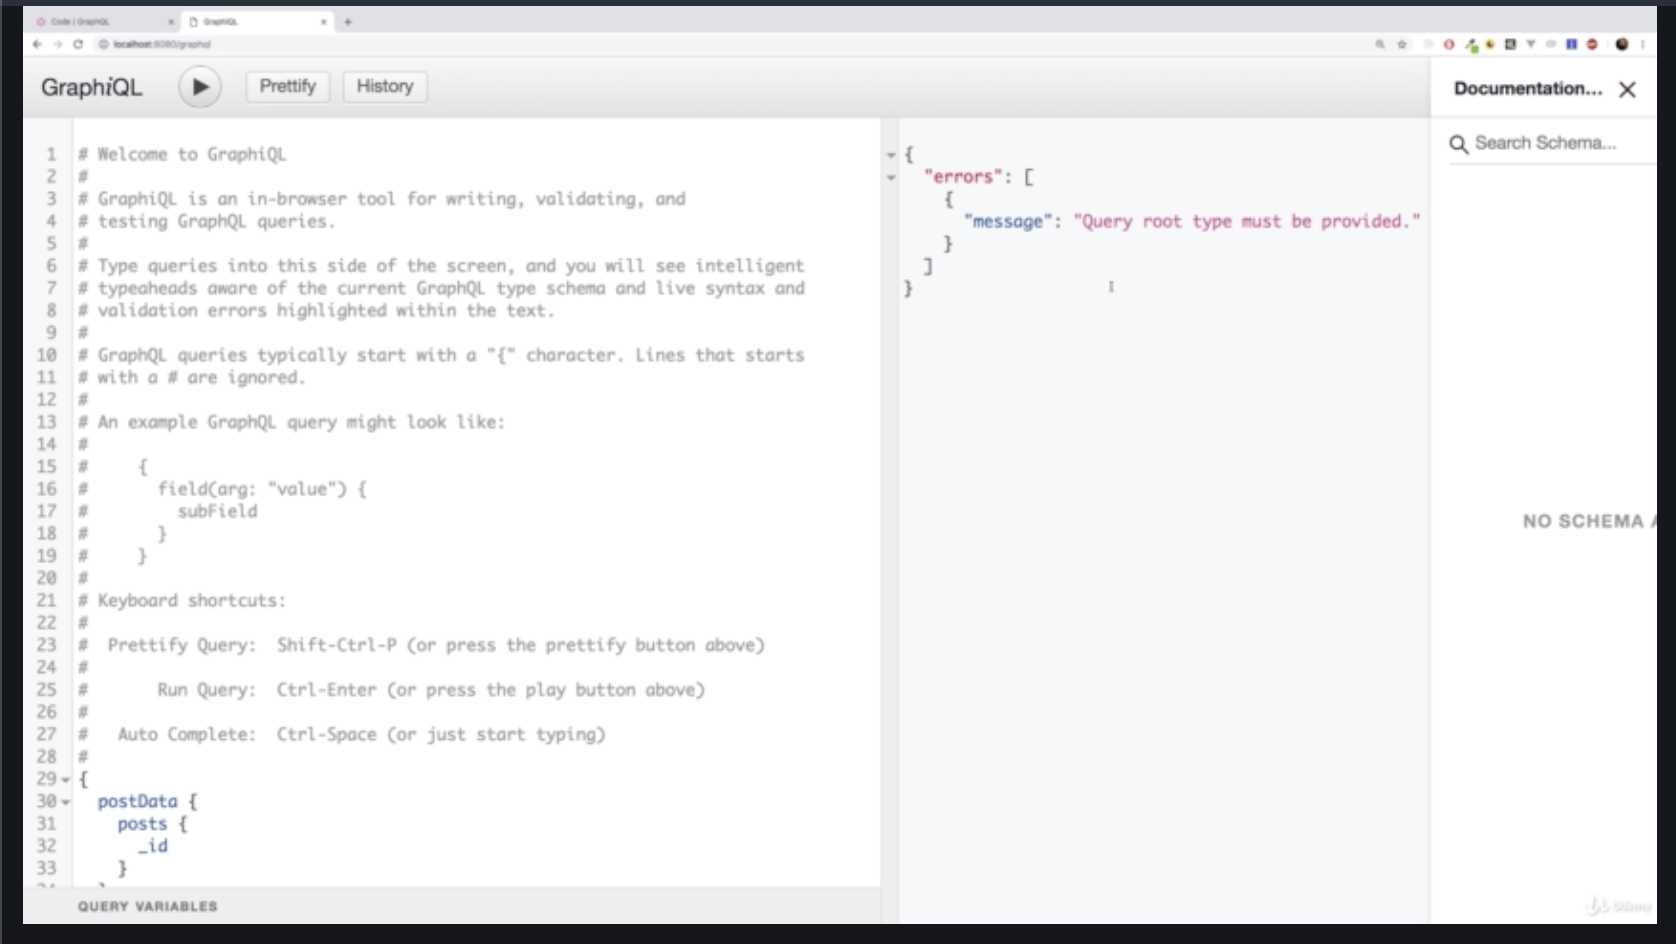 Code | GraphQL
GraphiQL
localhost:8080/graphql
GraphiQL
Prettify
History
Documentation...
Search Schema...
NO SCHEMA A
1 # Welcome to GraphiQL
2 #
3 # GraphiQL is an in-browser tool for writing, validating, and
4 # testing GraphQL queries.
5 #
6 # Type queries into this side of the screen, and you will see intelligent
7 # typeaheads aware of the current GraphQL type schema and live syntax and
8 # validation errors highlighted within the text.
9 #
10 # GraphQL queries typically start with a "{" character. Lines that starts
11 # with a # are ignored.
12 #
13 # An example GraphQL query might look like:
14 #
15 #     {
16 #       field(arg: "value") {
17 #         subField
18 #       }
19 #     }
20 #
21 # Keyboard shortcuts:
22 #
23 #  Prettify Query:  Shift-Ctrl-P (or press the prettify button above)
24 #
25 #       Run Query:  Ctrl-Enter (or press the play button above)
26 #
27 #   Auto Complete:  Ctrl-Space (or just start typing)
28 #
29 {
30   postData {
31     posts {
32       _id
33     }
QUERY VARIABLES
{
  "errors": [
    {
      "message": "Query root type must be provided."
    }
  ]
}
Udemy